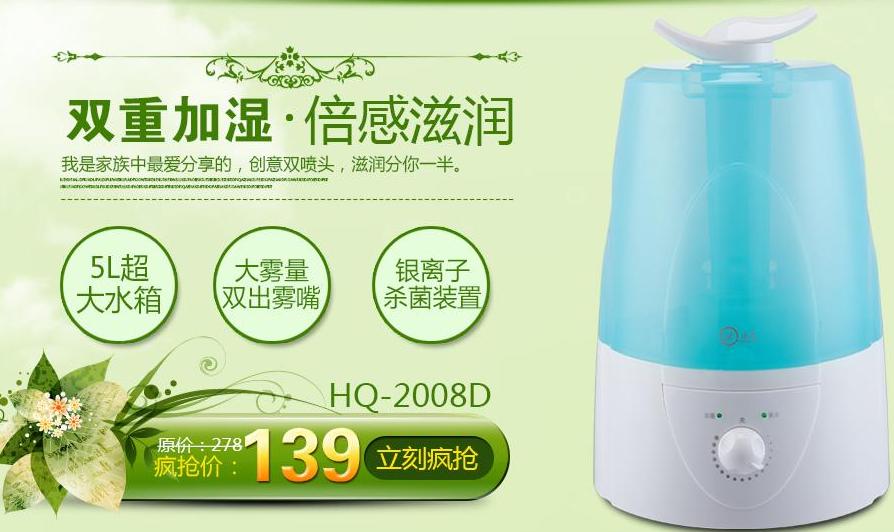 双重加湿·倍感滋润
我是家族中最爱分享的，创意双喷头，滋润分你一半。
5L超
大水箱
大雾量
双出雾嘴
银离子
杀菌装置
HQ-2008D
原价：278
疯抢价：139
立刻疯抢